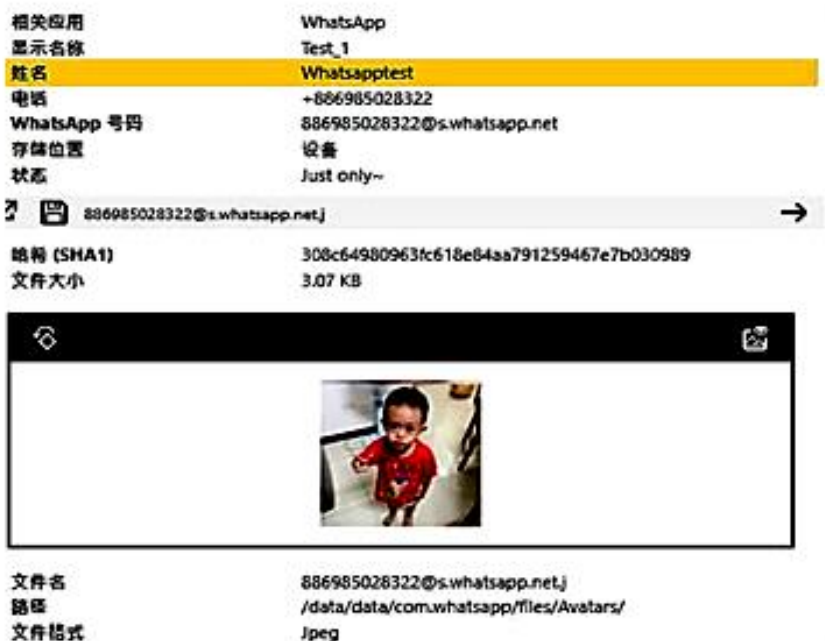 相关应用 WhatsApp
显示名称 Test_1
姓名 Whatsapptest
电话 +886985028322
WhatsApp 号码 886985028322@s.whatsapp.net
存储位置 设备
状态 Just only~
886985028322@s.whatsapp.net.j
哈希 (SHA1) 308c64980963fc618e84aa791259467e7b030989
文件大小 3.07 KB
文件名 886985028322@s.whatsapp.net.j
路径 /data/data/com.whatsapp/files/Avatars/
文件格式 Jpeg